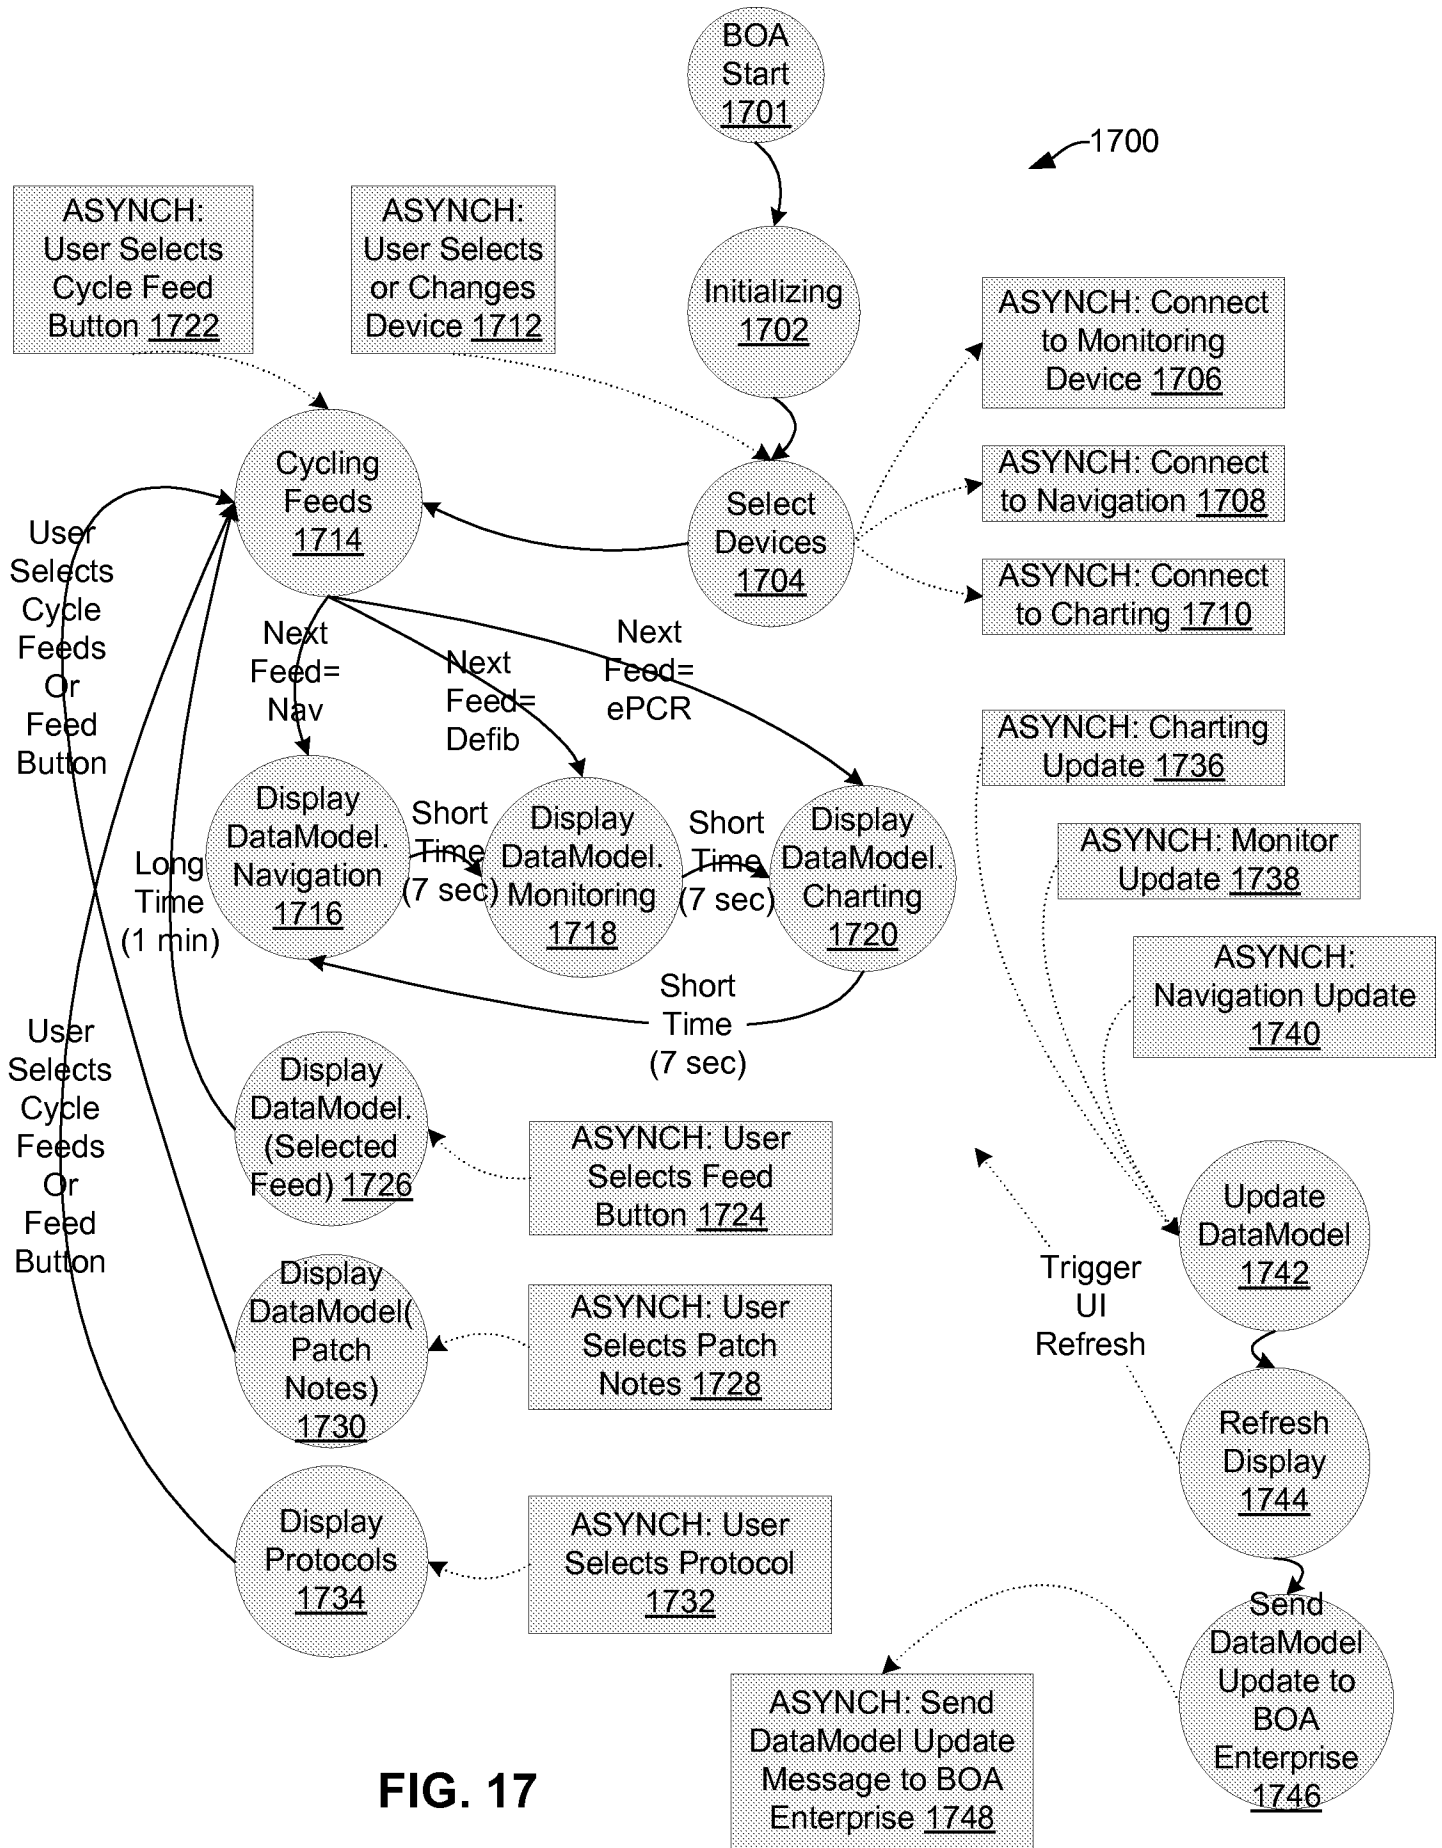 BOA
Start
1701
1700
ASYNCH:
User Selects
Cycle Feed
Button 1722
ASYNCH:
User Selects
or Changes
Device 1712
Initializing
1702
ASYNCH: Connect
to Monitoring
Device 1706
Cycling
Feeds
1714
Select
Devices
1704
ASYNCH: Connect
to Navigation 1708
ASYNCH: Connect
to Charting 1710
User
Selects
Cycle
Feeds
Or
Feed
Button
Next
Feed=
Nav
Next
Feed=
Defib
Next
Feed=
ePCR
ASYNCH: Charting
Update 1736
Display
DataModel.
Navigation
1716
Short
Time
(7 sec)
Display
DataModel.
Monitoring
1718
Short
Time
(7 sec)
Display
DataModel.
Charting
1720
ASYNCH: Monitor
Update 1738
Long
Time
(1 min)
ASYNCH:
Navigation Update
1740
Short
Time
(7 sec)
User
Selects
Cycle
Feeds
Or
Feed
Button
Display
DataModel.
(Selected
Feed) 1726
ASYNCH: User
Selects Feed
Button 1724
Update
DataModel
1742
Trigger
UI
Refresh
Display
DataModel(
Patch
Notes)
1730
ASYNCH: User
Selects Patch
Notes 1728
Refresh
Display
1744
Display
Protocols
1734
ASYNCH: User
Selects Protocol
1732
Send
DataModel
Update to
BOA
Enterprise
1746
ASYNCH: Send
DataModel Update
Message to BOA
Enterprise 1748
FIG. 17